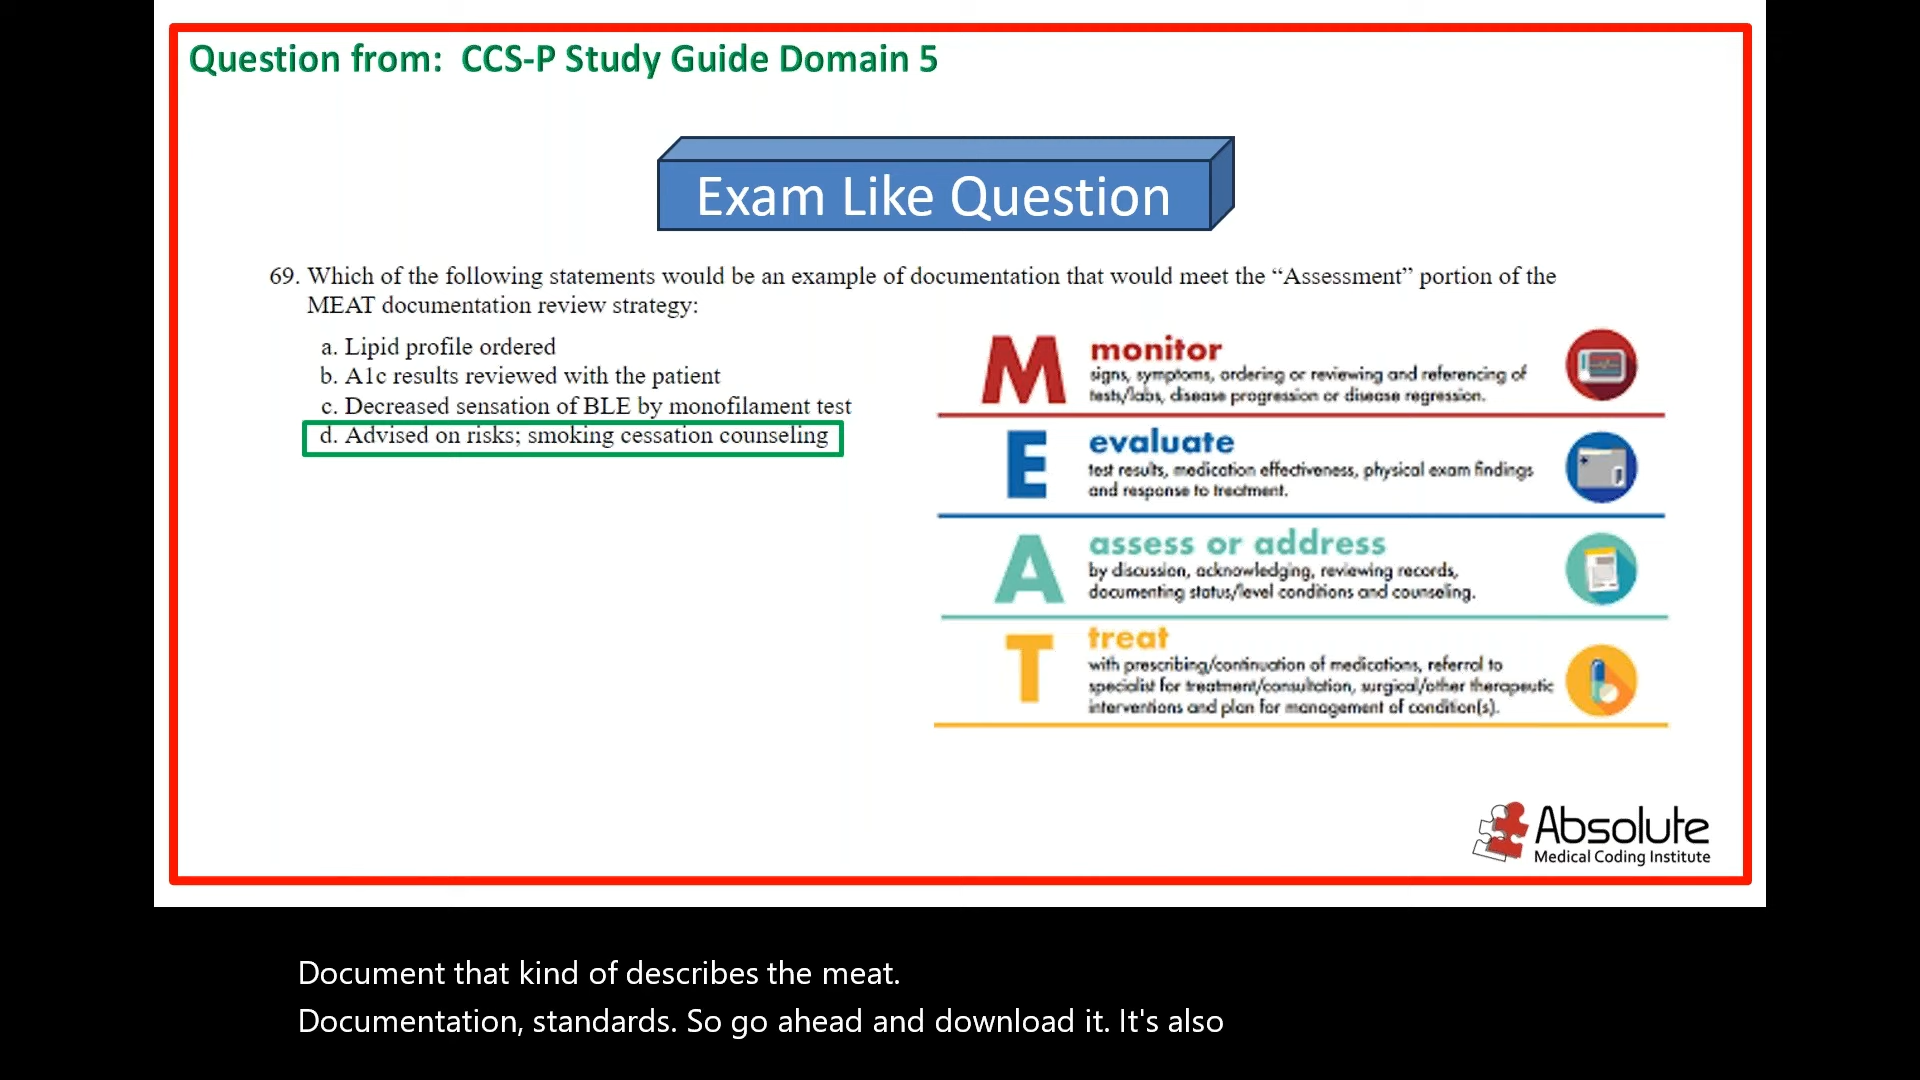 Question from:  CCS-P Study Guide Domain 5
Exam Like Question
69. Which of the following statements would be an example of documentation that would meet the “Assessment” portion of the
MEAT documentation review strategy:
a. Lipid profile ordered
b. A1c results reviewed with the patient
c. Decreased sensation of BLE by monofilament test
d. Advised on risks; smoking cessation counseling
M
monitor
signs, symptoms, ordering or reviewing and referencing of
tests/labs, disease progression or disease regression.
E
evaluate
test results, medication effectiveness, physical exam findings
and response to treatment.
A
assess or address
by discussion, acknowledging, reviewing records,
documenting status/level conditions and counseling.
T
treat
with prescribing/continuation of medications, referral to
specialist for treatment/consultation, surgical/other therapeutic
interventions and plan for management of condition(s).
Absolute
Medical Coding Institute
Document that kind of describes the meat.
Documentation, standards. So go ahead and download it. It's also